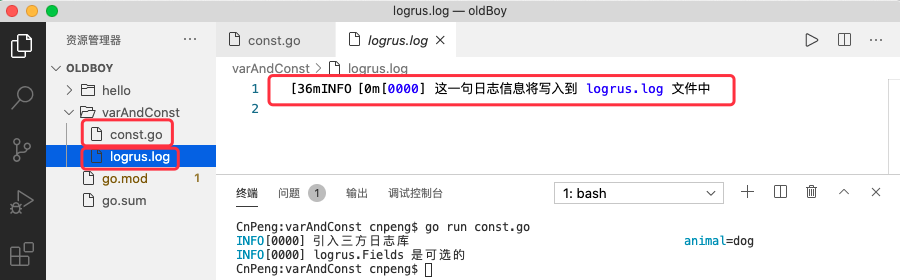 logrus.log — oldBoy
资源管理器
const.go
logrus.log
OLDBOY
varAndConst > logrus.log
hello
varAndConst
const.go
logrus.log
go.mod 1
go.sum
1 [36mINFO [0m[0000] 这一句日志信息将写入到 logrus.log 文件中
2
终端 问题 1 输出 调试控制台 1: bash
CnPeng:varAndConst cnpeng$ go run const.go
INFO[0000] 引入三方日志库 animal=dog
INFO[0000] logrus.Fields 是可选的
CnPeng:varAndConst cnpeng$